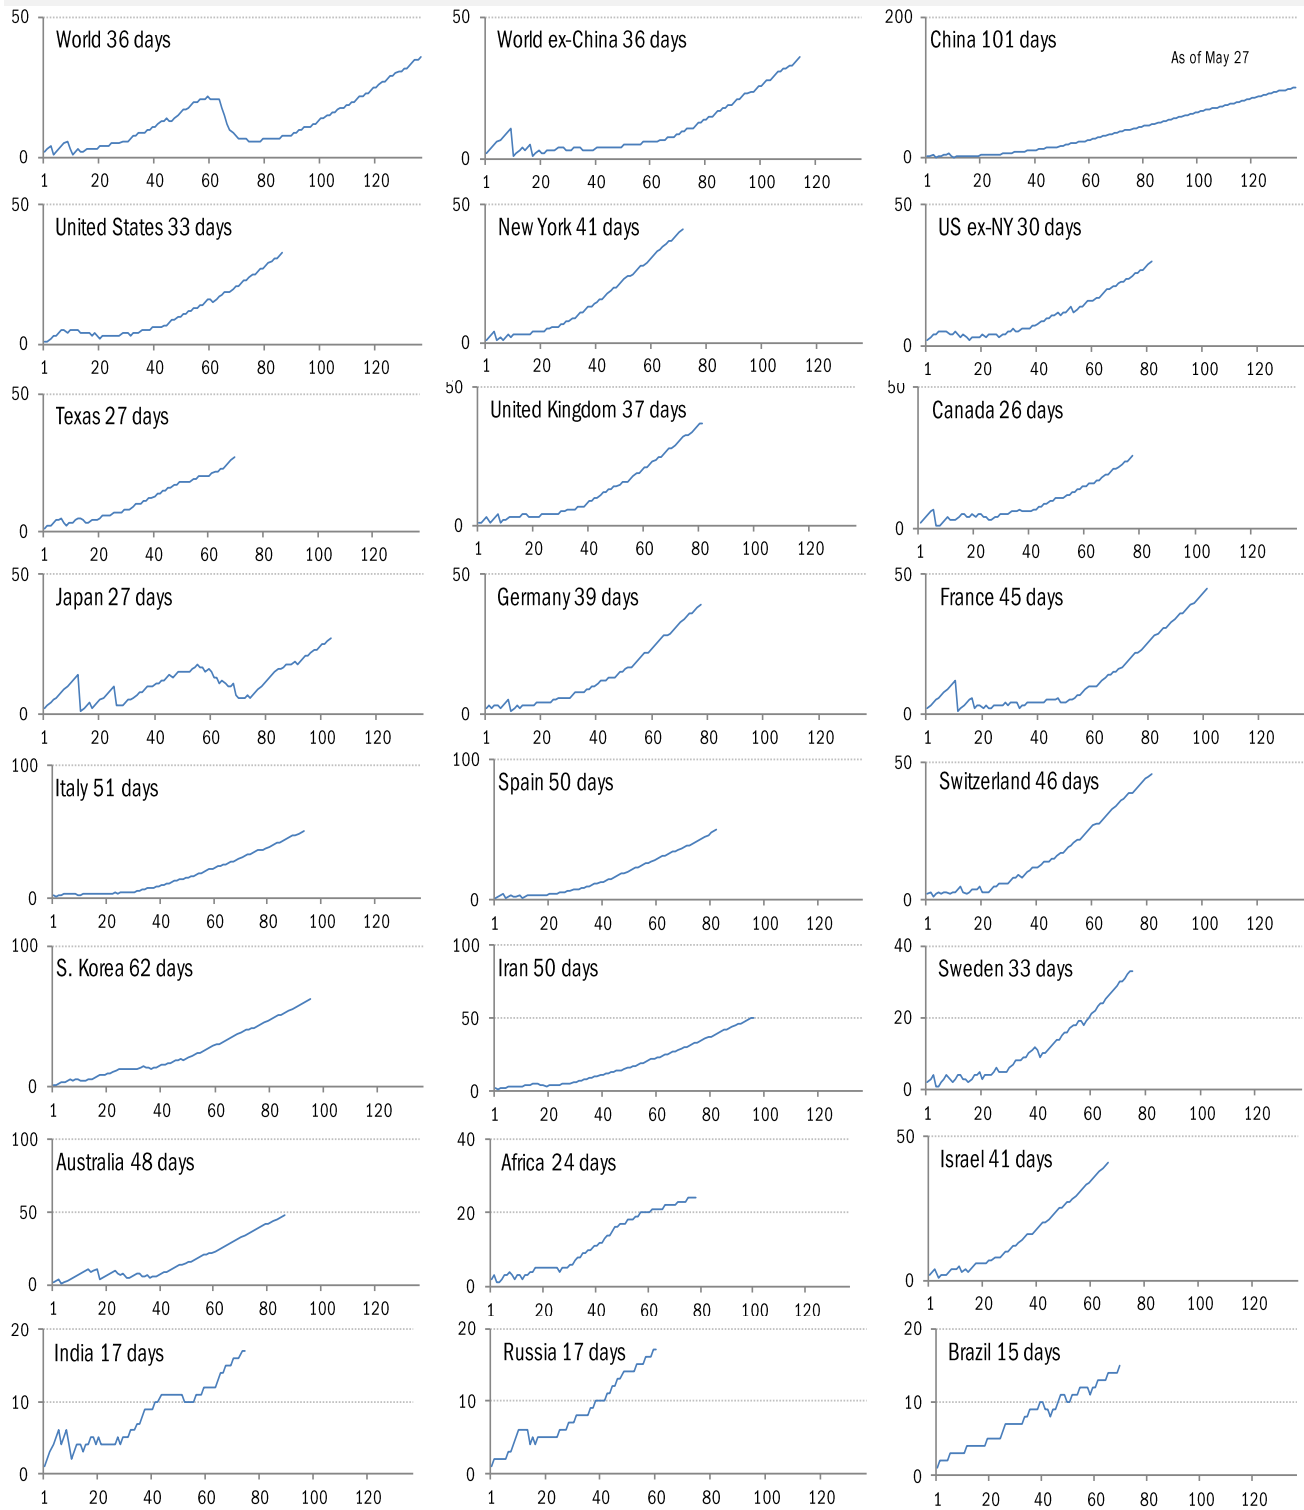 50 World 36 days
0
1 20 40 60 80 100 120
50 World ex-China 36 days
0
1 20 40 60 80 100 120
200 China 101 days
As of May 27
0
1 20 40 60 80 100 120
50 United States 33 days
0
1 20 40 60 80 100 120
50 New York 41 days
0
1 20 40 60 80 100 120
50 US ex-NY 30 days
0
1 20 40 60 80 100 120
50 Texas 27 days
0
1 20 40 60 80 100 120
50 United Kingdom 37 days
0
1 20 40 60 80 100 120
50 Canada 26 days
0
1 20 40 60 80 100 120
50 Japan 27 days
0
1 20 40 60 80 100 120
50 Germany 39 days
0
1 20 40 60 80 100 120
50 France 45 days
0
1 20 40 60 80 100 120
100 Italy 51 days
0
1 20 40 60 80 100 120
100 Spain 50 days
0
1 20 40 60 80 100 120
50 Switzerland 46 days
0
1 20 40 60 80 100 120
100 S. Korea 62 days
0
1 20 40 60 80 100 120
100 Iran 50 days
50
0
1 20 40 60 80 100 120
40 Sweden 33 days
20
0
1 20 40 60 80 100 120
100 Australia 48 days
50
0
1 20 40 60 80 100 120
40 Africa 24 days
20
0
1 20 40 60 80 100 120
50 Israel 41 days
0
1 20 40 60 80 100 120
20 India 17 days
10
0
1 20 40 60 80 100 120
20 Russia 17 days
10
0
1 20 40 60 80 100 120
20 Brazil 15 days
10
0
1 20 40 60 80 100 120